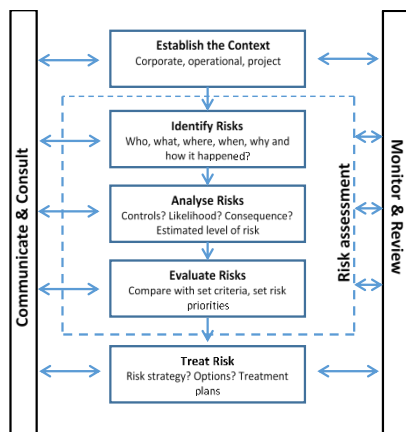 Communicate & Consult
Establish the Context
Corporate, operational, project
Identify Risks
Who, what, where, when, why and
how it happened?
Analyse Risks
Controls? Likelihood? Consequence?
Estimated level of risk
Evaluate Risks
Compare with set criteria, set risk
priorities
Treat Risk
Risk strategy? Options? Treatment
plans
Risk assessment
Monitor & Review